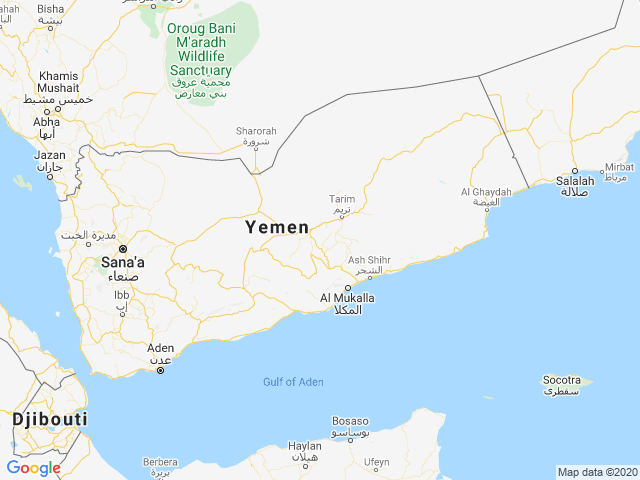 ahah
Bisha
بيشة
Oroug Bani
M'aradh
Wildlife
Sanctuary
محمية عروق
بني معارض
Khamis
Mushait
خميس مشيط
Abha
أبها
Sharorah
شرورة
Jazan
جازان
Mirbat
مرباط
Salalah
صلالة
Al Ghaydah
الغيضة
Tarim
تريم
Yemen
مديرة الخبت
Sana'a
صنعاء
Ash Shihr
الشحر
Ibb
إب
Al Mukalla
المكلا
Aden
عدن
Gulf of Aden
Socotra
سقطرى
Djibouti
Bosaso
بوساسو
Haylan
هيلان
Berbera
بربرة
Ufeyn
Google
Map data ©2020